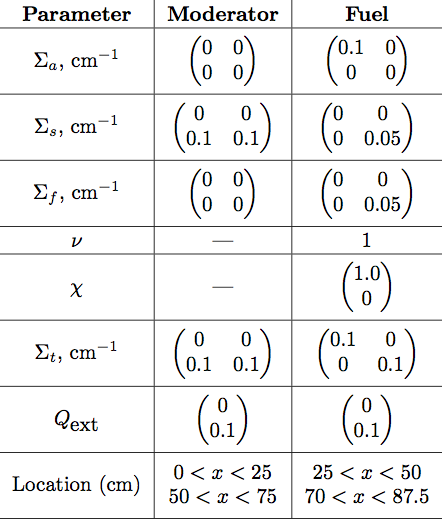 Parameter Moderator Fuel
Σa, cm−1 (0 0; 0 0) (0.1 0; 0 0)
Σs, cm−1 (0 0; 0.1 0.1) (0 0; 0 0.05)
Σf, cm−1 (0 0; 0 0) (0 0; 0 0.05)
ν — 1
χ — (1.0; 0)
Σt, cm−1 (0 0; 0.1 0.1) (0.1 0; 0 0.1)
Qext (0; 0.1) (0; 0.1)
Location (cm) 0 < x < 25 25 < x < 50
50 < x < 75 70 < x < 87.5